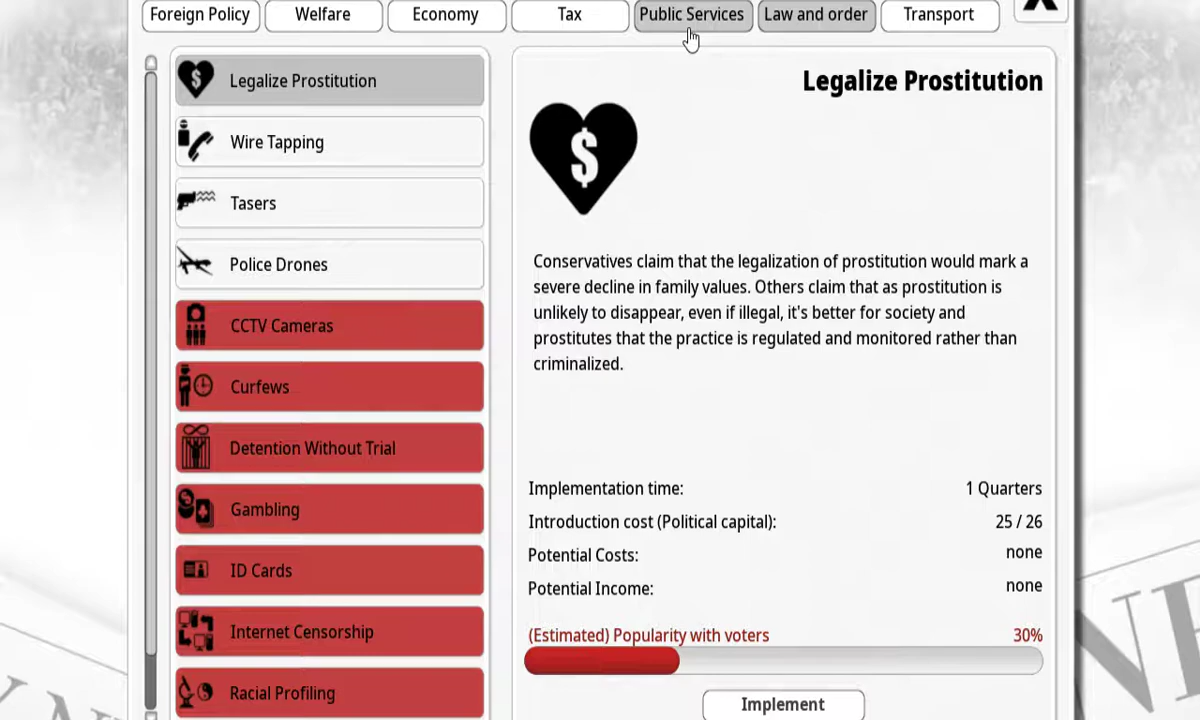 Foreign Policy
Welfare
Economy
Tax
Public Services
Law and order
Transport
X
Legalize Prostitution
Wire Tapping
Tasers
Police Drones
CCTV Cameras
Curfews
Detention Without Trial
Gambling
ID Cards
Internet Censorship
Racial Profiling
Legalize Prostitution
$
Conservatives claim that the legalization of prostitution would mark a
severe decline in family values. Others claim that as prostitution is
unlikely to disappear, even if illegal, it's better for society and
prostitutes that the practice is regulated and monitored rather than
criminalized.
Implementation time: 1 Quarters
Introduction cost (Political capital): 25 / 26
Potential Costs: none
Potential Income: none
(Estimated) Popularity with voters 30%
Implement